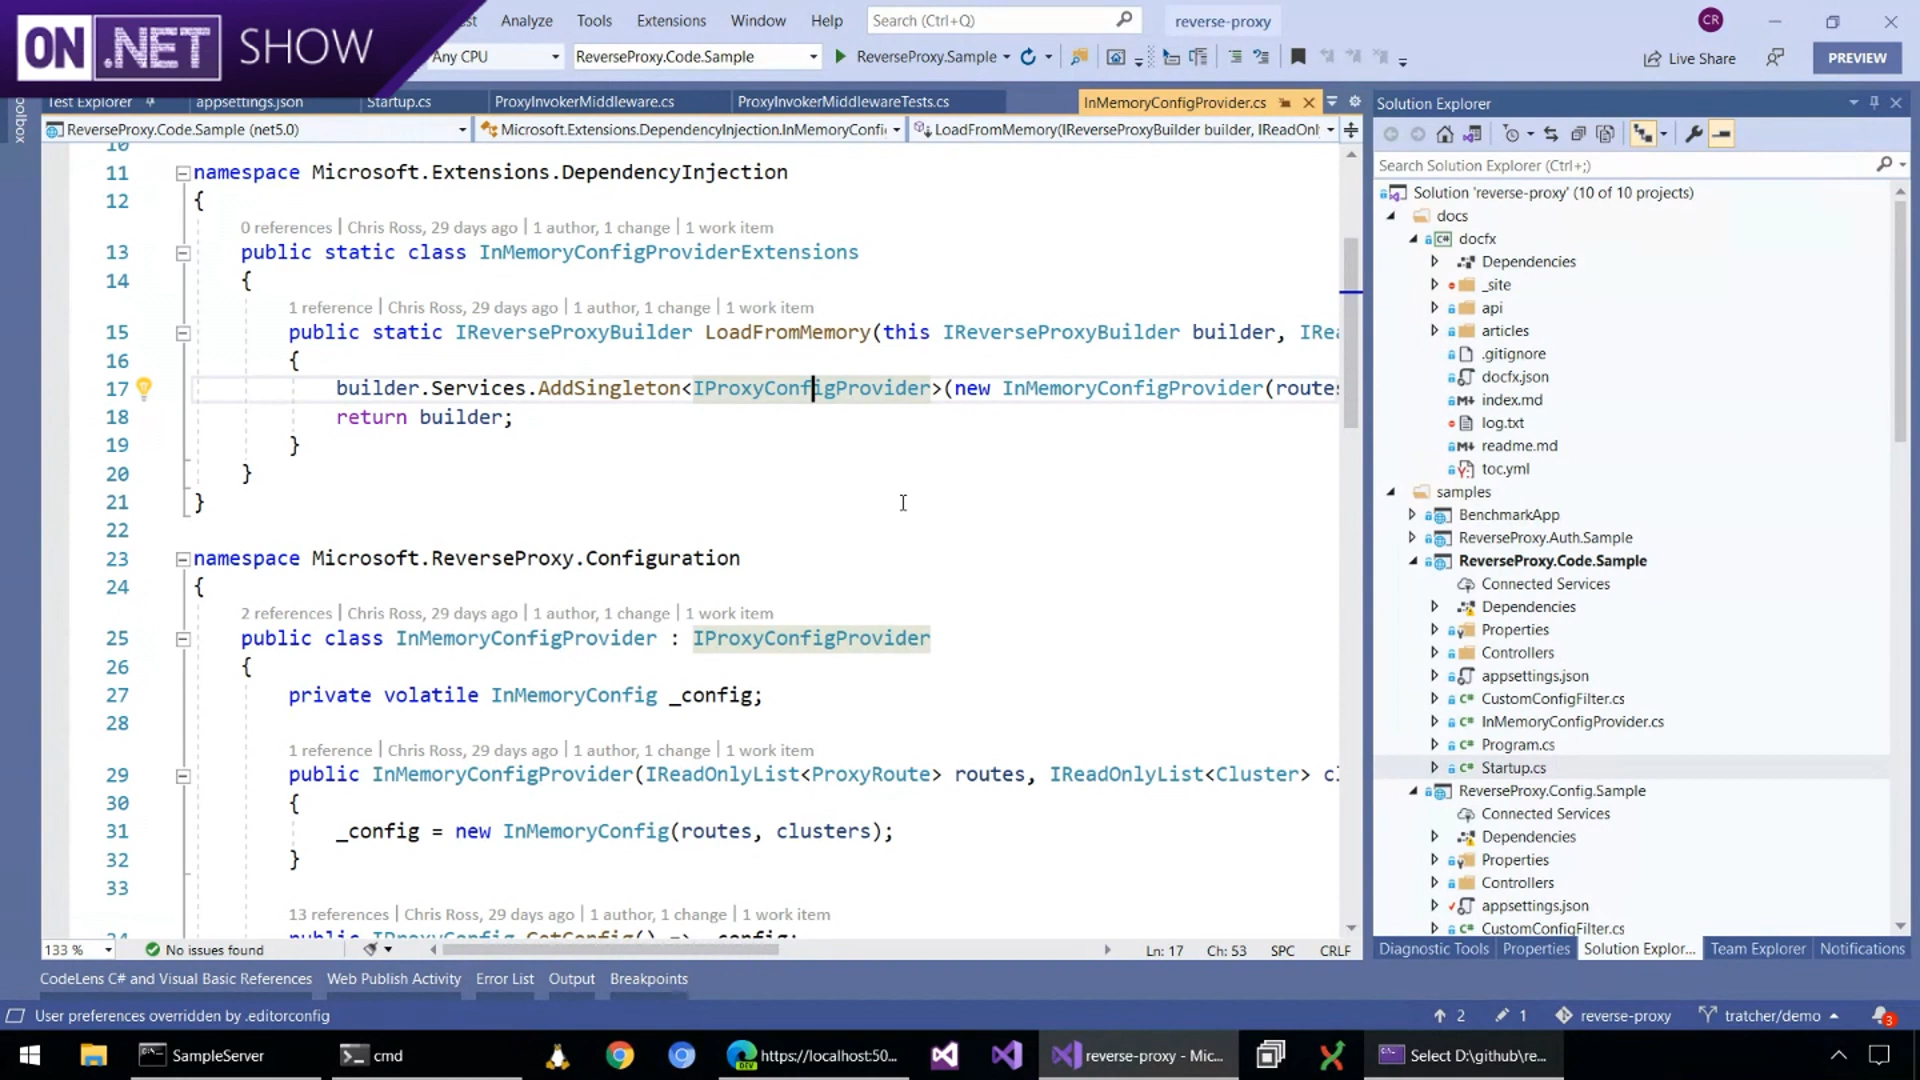 ON .NET SHOW
Analyze Tools Extensions Window Help Search (Ctrl+Q) reverse-proxy CR
Any CPU ReverseProxy.Code.Sample ReverseProxy.Sample Live Share PREVIEW
Test Explorer appsettings.json Startup.cs ProxyInvokerMiddleware.cs ProxyInvokerMiddlewareTests.cs InMemoryConfigProvider.cs
ReverseProxy.Code.Sample (net5.0) Microsoft.Extensions.DependencyInjection.InMemoryConfi LoadFromMemory(IReverseProxyBuilder builder, IReadOnl
10
11 namespace Microsoft.Extensions.DependencyInjection
12 {
0 references | Chris Ross, 29 days ago | 1 author, 1 change | 1 work item
13 public static class InMemoryConfigProviderExtensions
14 {
1 reference | Chris Ross, 29 days ago | 1 author, 1 change | 1 work item
15 public static IReverseProxyBuilder LoadFromMemory(this IReverseProxyBuilder builder, IRea
16 {
17 builder.Services.AddSingleton<IProxyConfigProvider>(new InMemoryConfigProvider(routes
18 return builder;
19 }
20 }
21 }
22
23 namespace Microsoft.ReverseProxy.Configuration
24 {
2 references | Chris Ross, 29 days ago | 1 author, 1 change | 1 work item
25 public class InMemoryConfigProvider : IProxyConfigProvider
26 {
27 private volatile InMemoryConfig _config;
28
1 reference | Chris Ross, 29 days ago | 1 author, 1 change | 1 work item
29 public InMemoryConfigProvider(IReadOnlyList<ProxyRoute> routes, IReadOnlyList<Cluster> cl
30 {
31 _config = new InMemoryConfig(routes, clusters);
32 }
33
13 references | Chris Ross, 29 days ago | 1 author, 1 change | 1 work item
34 public IProxyConfig GetConfig() => _config;
133 % No issues found Ln: 17 Ch: 53 SPC CRLF
Solution Explorer
Search Solution Explorer (Ctrl+;)
Solution 'reverse-proxy' (10 of 10 projects)
docs
docfx
Dependencies
_site
api
articles
.gitignore
docfx.json
index.md
log.txt
readme.md
toc.yml
samples
BenchmarkApp
ReverseProxy.Auth.Sample
ReverseProxy.Code.Sample
Connected Services
Dependencies
Properties
Controllers
appsettings.json
CustomConfigFilter.cs
InMemoryConfigProvider.cs
Program.cs
Startup.cs
ReverseProxy.Config.Sample
Connected Services
Dependencies
Properties
Controllers
appsettings.json
CustomConfigFilter.cs
Diagnostic Tools Properties Solution Explor... Team Explorer Notifications
CodeLens C# and Visual Basic References Web Publish Activity Error List Output Breakpoints
User preferences overridden by .editorconfig 2 1 reverse-proxy tratcher/demo 3
SampleServer cmd DEV https://localhost:50... reverse-proxy - Mic... Select D:\github\re...